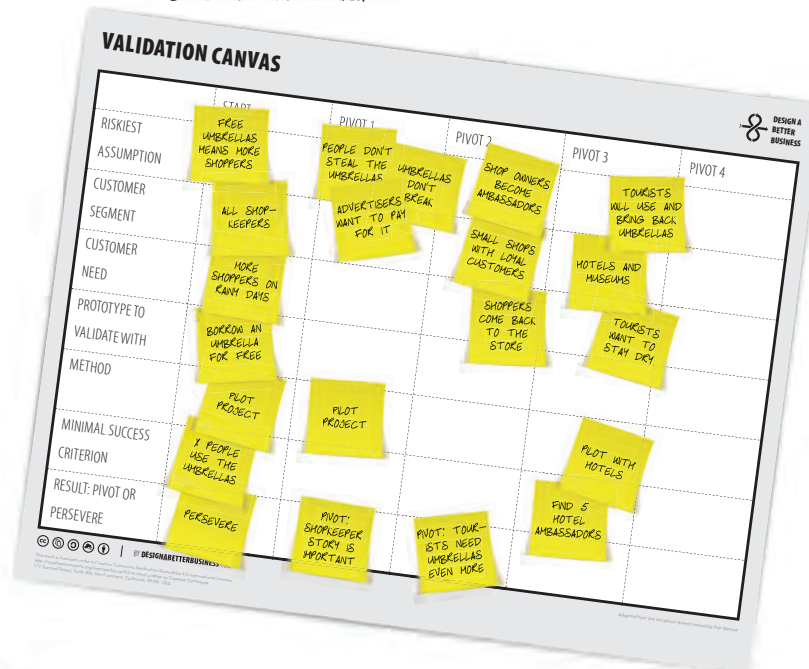 VALIDATION CANVAS
DESIGN A
BETTER
BUSINESS
START
PIVOT 1
PIVOT 2
PIVOT 3
PIVOT 4
RISKIEST
ASSUMPTION
FREE
UMBRELLAS
MEANS MORE
SHOPPERS
PEOPLE DON'T
STEAL THE
UMBRELLAS
UMBRELLAS
DON'T
BREAK
ADVERTISERS
WANT TO PAY
FOR IT
SHOP OWNERS
BECOME
AMBASSADORS
TOURISTS
WILL USE AND
BRING BACK
UMBRELLAS
CUSTOMER
SEGMENT
ALL SHOP-
KEEPERS
SMALL SHOPS
WITH LOYAL
CUSTOMERS
HOTELS AND
MUSEUMS
CUSTOMER
NEED
MORE
SHOPPERS ON
RAINY DAYS
SHOPPERS
COME BACK
TO THE
STORE
TOURISTS
WANT TO
STAY DRY
PROTOTYPE TO
VALIDATE WITH
BORROW AN
UMBRELLA
FOR FREE
METHOD
PILOT
PROJECT
PILOT
PROJECT
PILOT WITH
HOTELS
MINIMAL SUCCESS
CRITERION
X PEOPLE
USE THE
UMBRELLAS
FIND 5
HOTEL
AMBASSADORS
RESULT: PIVOT OR
PERSEVERE
PERSEVERE
PIVOT:
SHOPKEEPER
STORY IS
IMPORTANT
PIVOT: TOUR-
ISTS NEED
UMBRELLAS
EVEN MORE
BY DESIGNABETTERBUSINESS